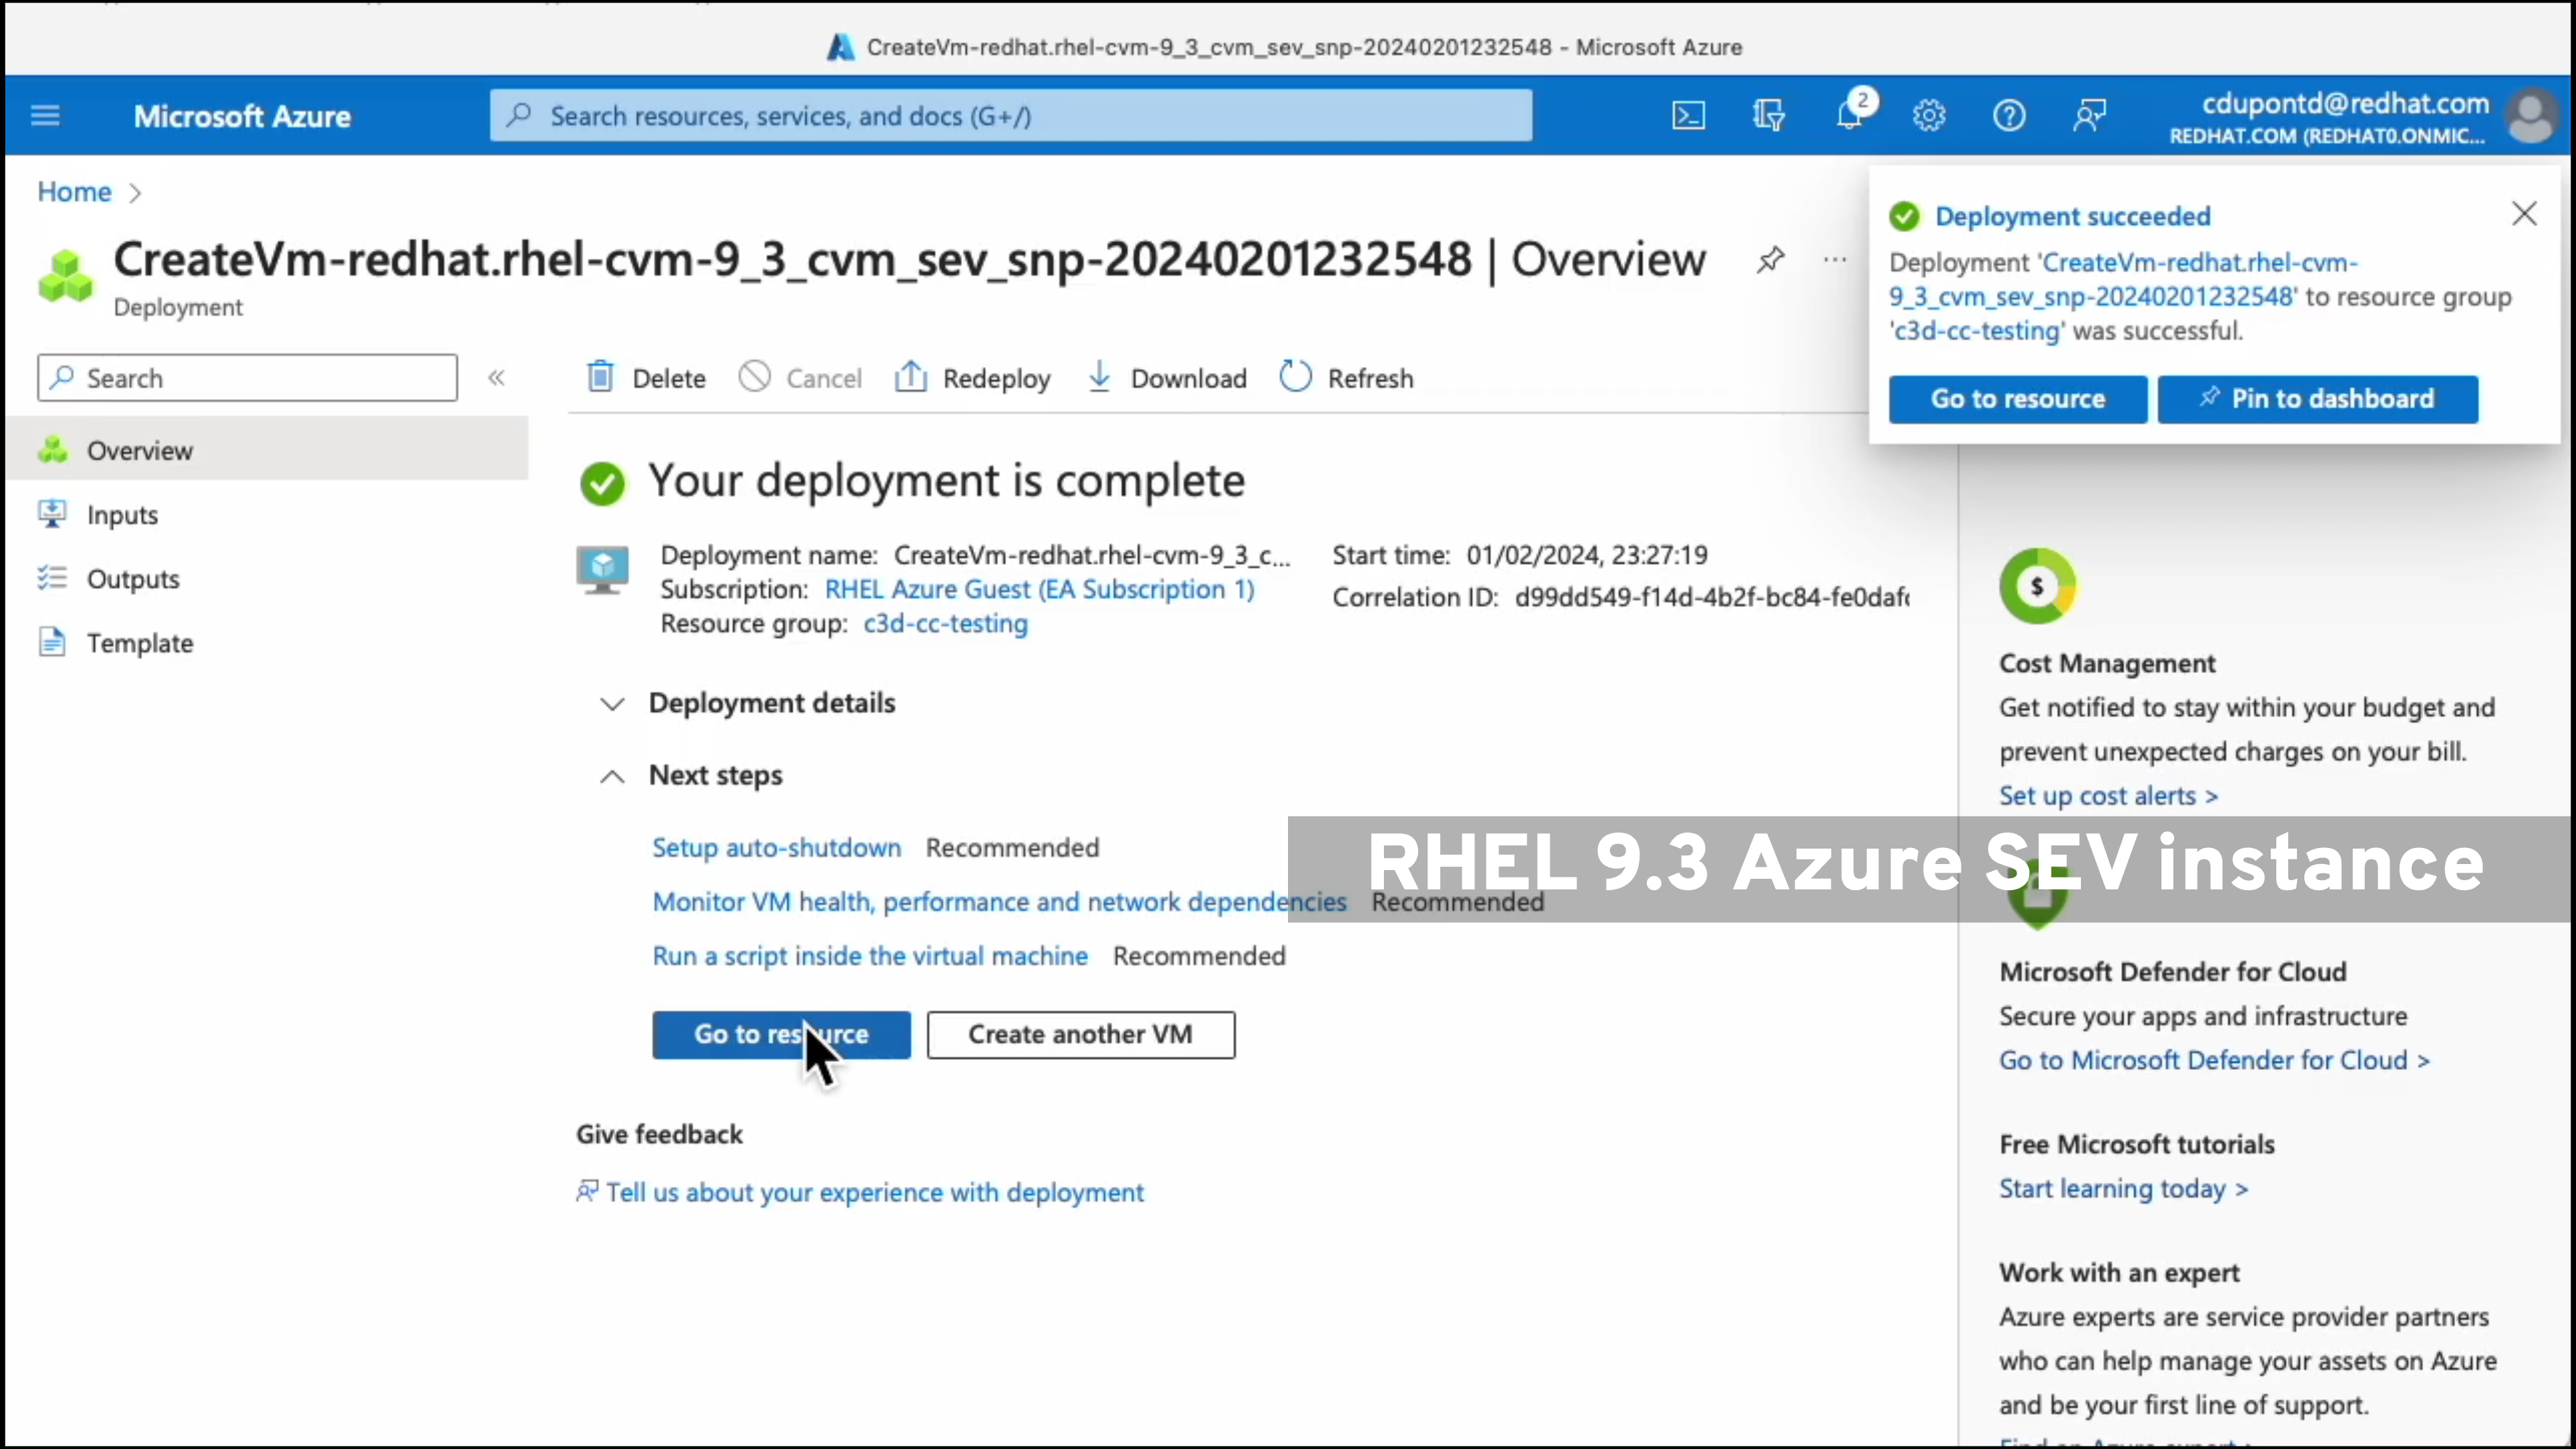 CreateVm-redhat.rhel-cvm-9_3_cvm_sev_snp-20240201232548 - Microsoft Azure
Microsoft Azure
Search resources, services, and docs (G+/)
2
cdupontd@redhat.com
REDHAT.COM (REDHAT0.ONMIC...
Home >
CreateVm-redhat.rhel-cvm-9_3_cvm_sev_snp-20240201232548 | Overview
...
Deployment
Deployment succeeded
Deployment 'CreateVm-redhat.rhel-cvm-
9_3_cvm_sev_snp-20240201232548' to resource group
'c3d-cc-testing' was successful.
Go to resource
Pin to dashboard
Search
«
Delete
Cancel
Redeploy
Download
Refresh
Overview
Inputs
Outputs
Template
Your deployment is complete
Deployment name: CreateVm-redhat.rhel-cvm-9_3_c...
Subscription: RHEL Azure Guest (EA Subscription 1)
Resource group: c3d-cc-testing
Start time: 01/02/2024, 23:27:19
Correlation ID: d99dd549-f14d-4b2f-bc84-fe0daf
Deployment details
Next steps
Setup auto-shutdown Recommended
Monitor VM health, performance and network dependencies Recommended
Run a script inside the virtual machine Recommended
Go to resource
Create another VM
Give feedback
Tell us about your experience with deployment
$
Cost Management
Get notified to stay within your budget and
prevent unexpected charges on your bill.
Set up cost alerts >
RHEL 9.3 Azure SEV instance
Microsoft Defender for Cloud
Secure your apps and infrastructure
Go to Microsoft Defender for Cloud >
Free Microsoft tutorials
Start learning today >
Work with an expert
Azure experts are service provider partners
who can help manage your assets on Azure
and be your first line of support.